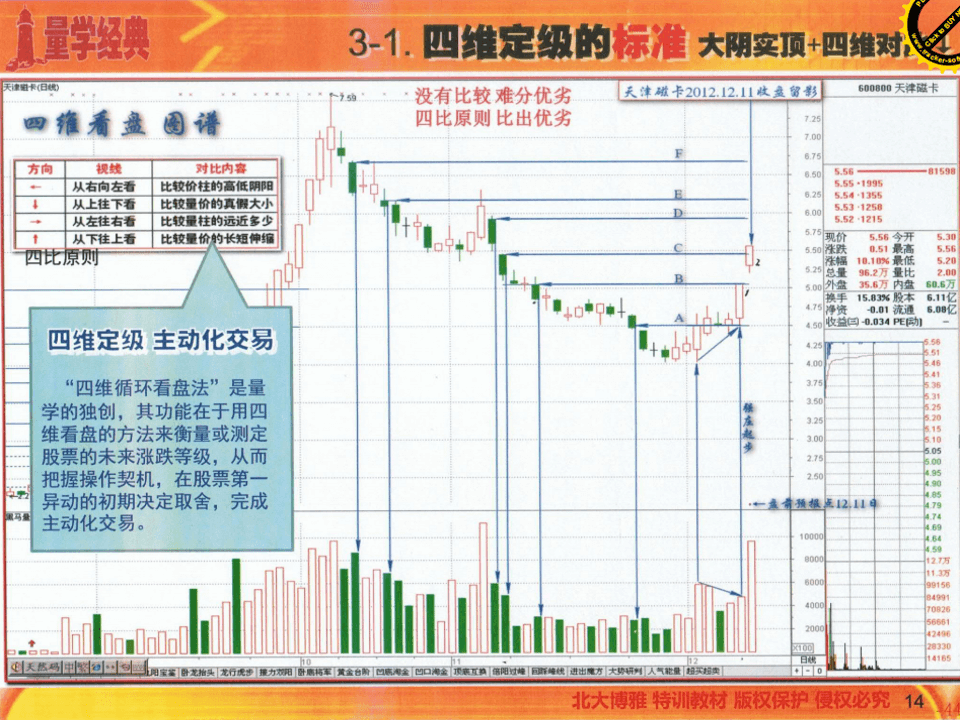 量学经典
3-1. 四维定级的标准 大阴实顶+四维对
天津磁卡(日线)
7.59
没有比较 难分优劣
四比原则 比出优劣
天津磁卡2012.12.11收盘留影
600800 天津磁卡
四维看盘图谱
方向 视线 对比内容
← 从右向左看 比较价柱的高低阴阳
↓ 从上往下看 比较量价的真假大小
→ 从左往右看 比较量柱的远近多少
↑ 从下往上看 比较量价的长短伸缩
四比原则
四维定级 主动化交易
“四维循环看盘法”是量
学的独创，其功能在于用四
维看盘的方法来衡量或测定
股票的未来涨跌等级，从而
把握操作契机，在股票第一
异动的初期决定取舍，完成
主动化交易。
F
E
D
C
B
A
2
1
强庄起步
←盘前预报点12.11日
7.25
7.00
6.75
6.50
6.25
6.00
5.75
5.50
5.25
5.00
4.75
4.50
4.25
4.00
3.75
3.50
3.25
3.00
2.75
2.50
10000
8000
6000
4000
2000
X100
日线
5.56 81598
5.55 1995
5.54 1355
5.53 1258
5.52 1215
现价 5.56 今开 5.30
涨跌 0.51 最高 5.56
涨幅 10.10% 最低 5.20
总量 96.2万 量比 2.00
外盘 35.6万 内盘 60.6万
换手 15.83% 股本 6.11亿
净资 -0.01 流通 6.08亿
收益㈢ -0.034 PE(动) –
5.56
5.51
5.46
5.41
5.36
5.31
5.25
5.20
5.15
5.10
5.05
5.00
4.95
4.90
4.85
4.79
4.74
4.69
4.64
4.59
12.7万
11.3万
99156
84991
70826
56661
42496
28330
14165
10 11 12
卧龙抬头 龙行虎步 接力双阳 卧底将军 黄金台阶 凹底淘金 凹口淘金 顶底互换 倍阳过峰 回踩峰线 进出魔方 大势研判 人气能量 超买超卖
北大博雅 特训教材 版权保护 侵权必究 14